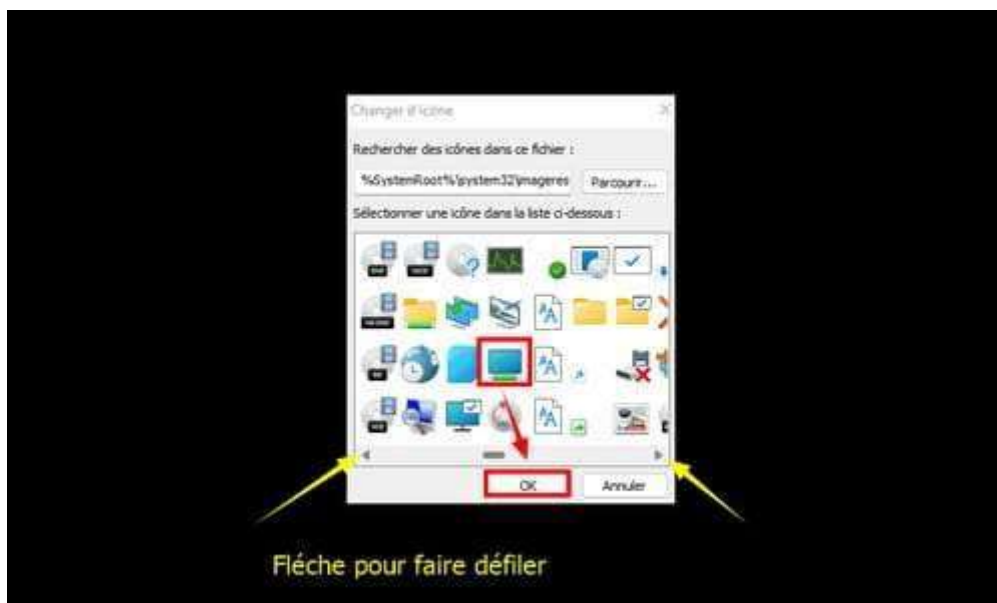 Changer d'icône
Rechercher des icônes dans ce fichier :
%SystemRoot%\system32\imageres
Parcourir...
Sélectionner une icône dans la liste ci-dessous :
OK
Annuler
Fléche pour faire défiler